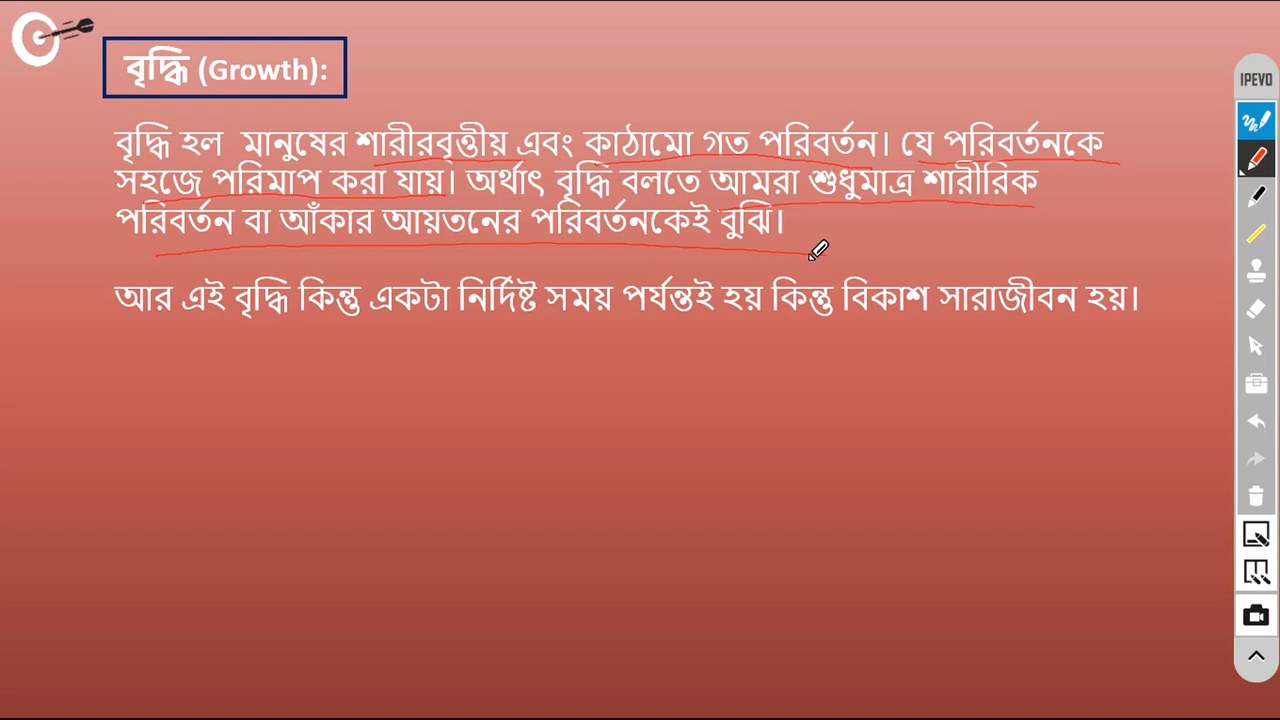 বৃদ্ধি (Growth):
বৃদ্ধি হল মানুষের শারীরবৃত্তীয় এবং কাঠামো গত পরিবর্তন। যে পরিবর্তনকে
সহজে পরিমাপ করা যায়। অর্থাৎ বৃদ্ধি বলতে আমরা শুধুমাত্র শারীরিক
পরিবর্তন বা আঁকার আয়তনের পরিবর্তনকেই বুঝি।
আর এই বৃদ্ধি কিন্তু একটা নির্দিষ্ট সময় পর্যন্তই হয় কিন্তু বিকাশ সারাজীবন হয়।
IPEVO